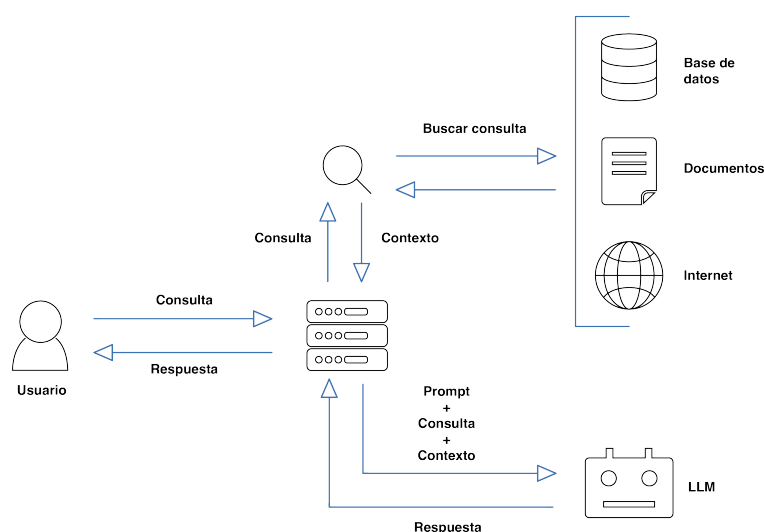 Base de
datos
Buscar consulta
Documentos
Consulta
Contexto
Internet
Consulta
Respuesta
Usuario
Prompt
+
Consulta
+
Contexto
LLM
Respuesta